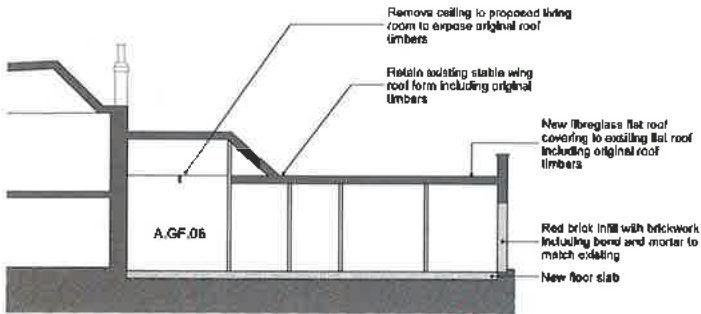 Remove ceiling to proposed living
room to expose original roof
timbers
Retain existing stable wing
roof form including original
timbers
New fibreglass flat roof
covering to existing flat roof
including original roof
timbers
A.GF.06
Red brick infill with brickwork
including bond and mortar to
match existing
New floor slab